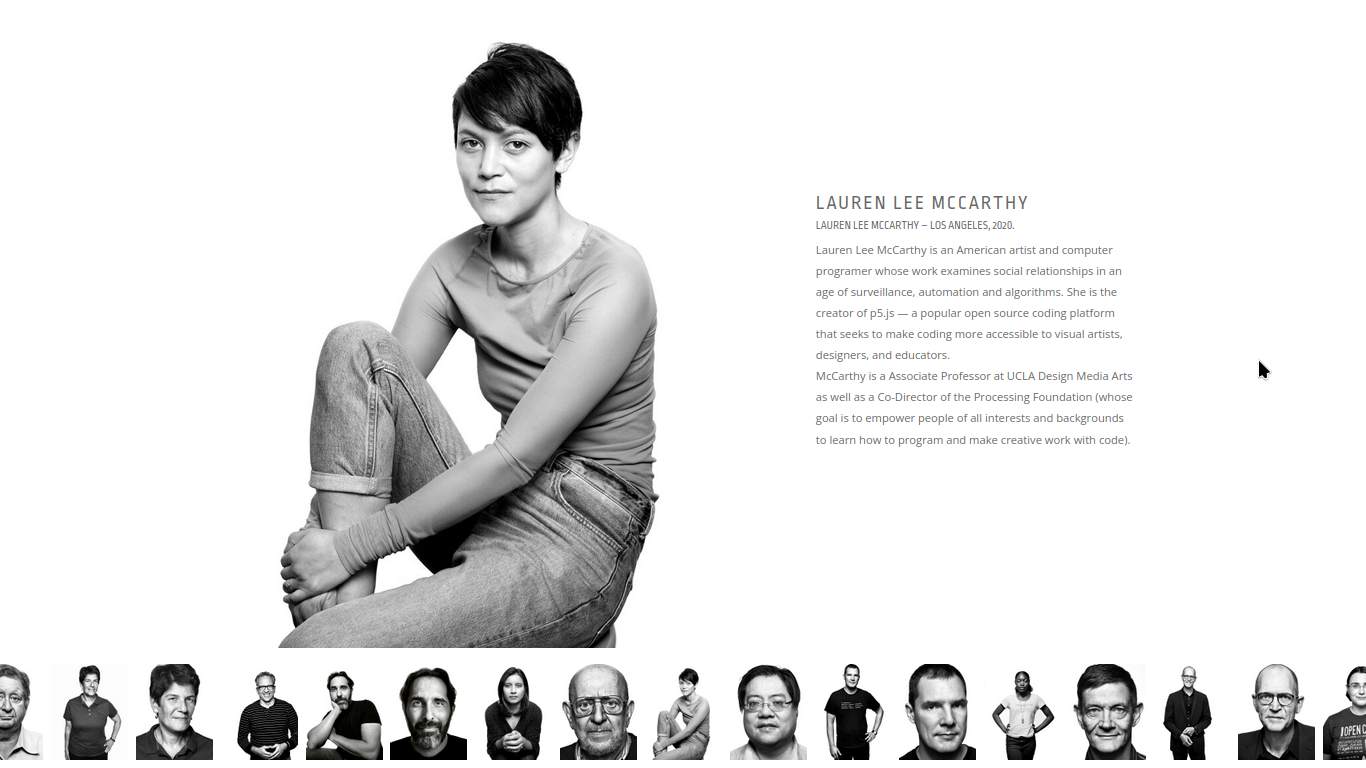 LAUREN LEE MCCARTHY
LAUREN LEE MCCARTHY – LOS ANGELES, 2020.
Lauren Lee McCarthy is an American artist and computer
programer whose work examines social relationships in an
age of surveillance, automation and algorithms. She is the
creator of p5.js — a popular open source coding platform
that seeks to make coding more accessible to visual artists,
designers, and educators.
McCarthy is a Associate Professor at UCLA Design Media Arts
as well as a Co-Director of the Processing Foundation (whose
goal is to empower people of all interests and backgrounds
to learn how to program and make creative work with code).